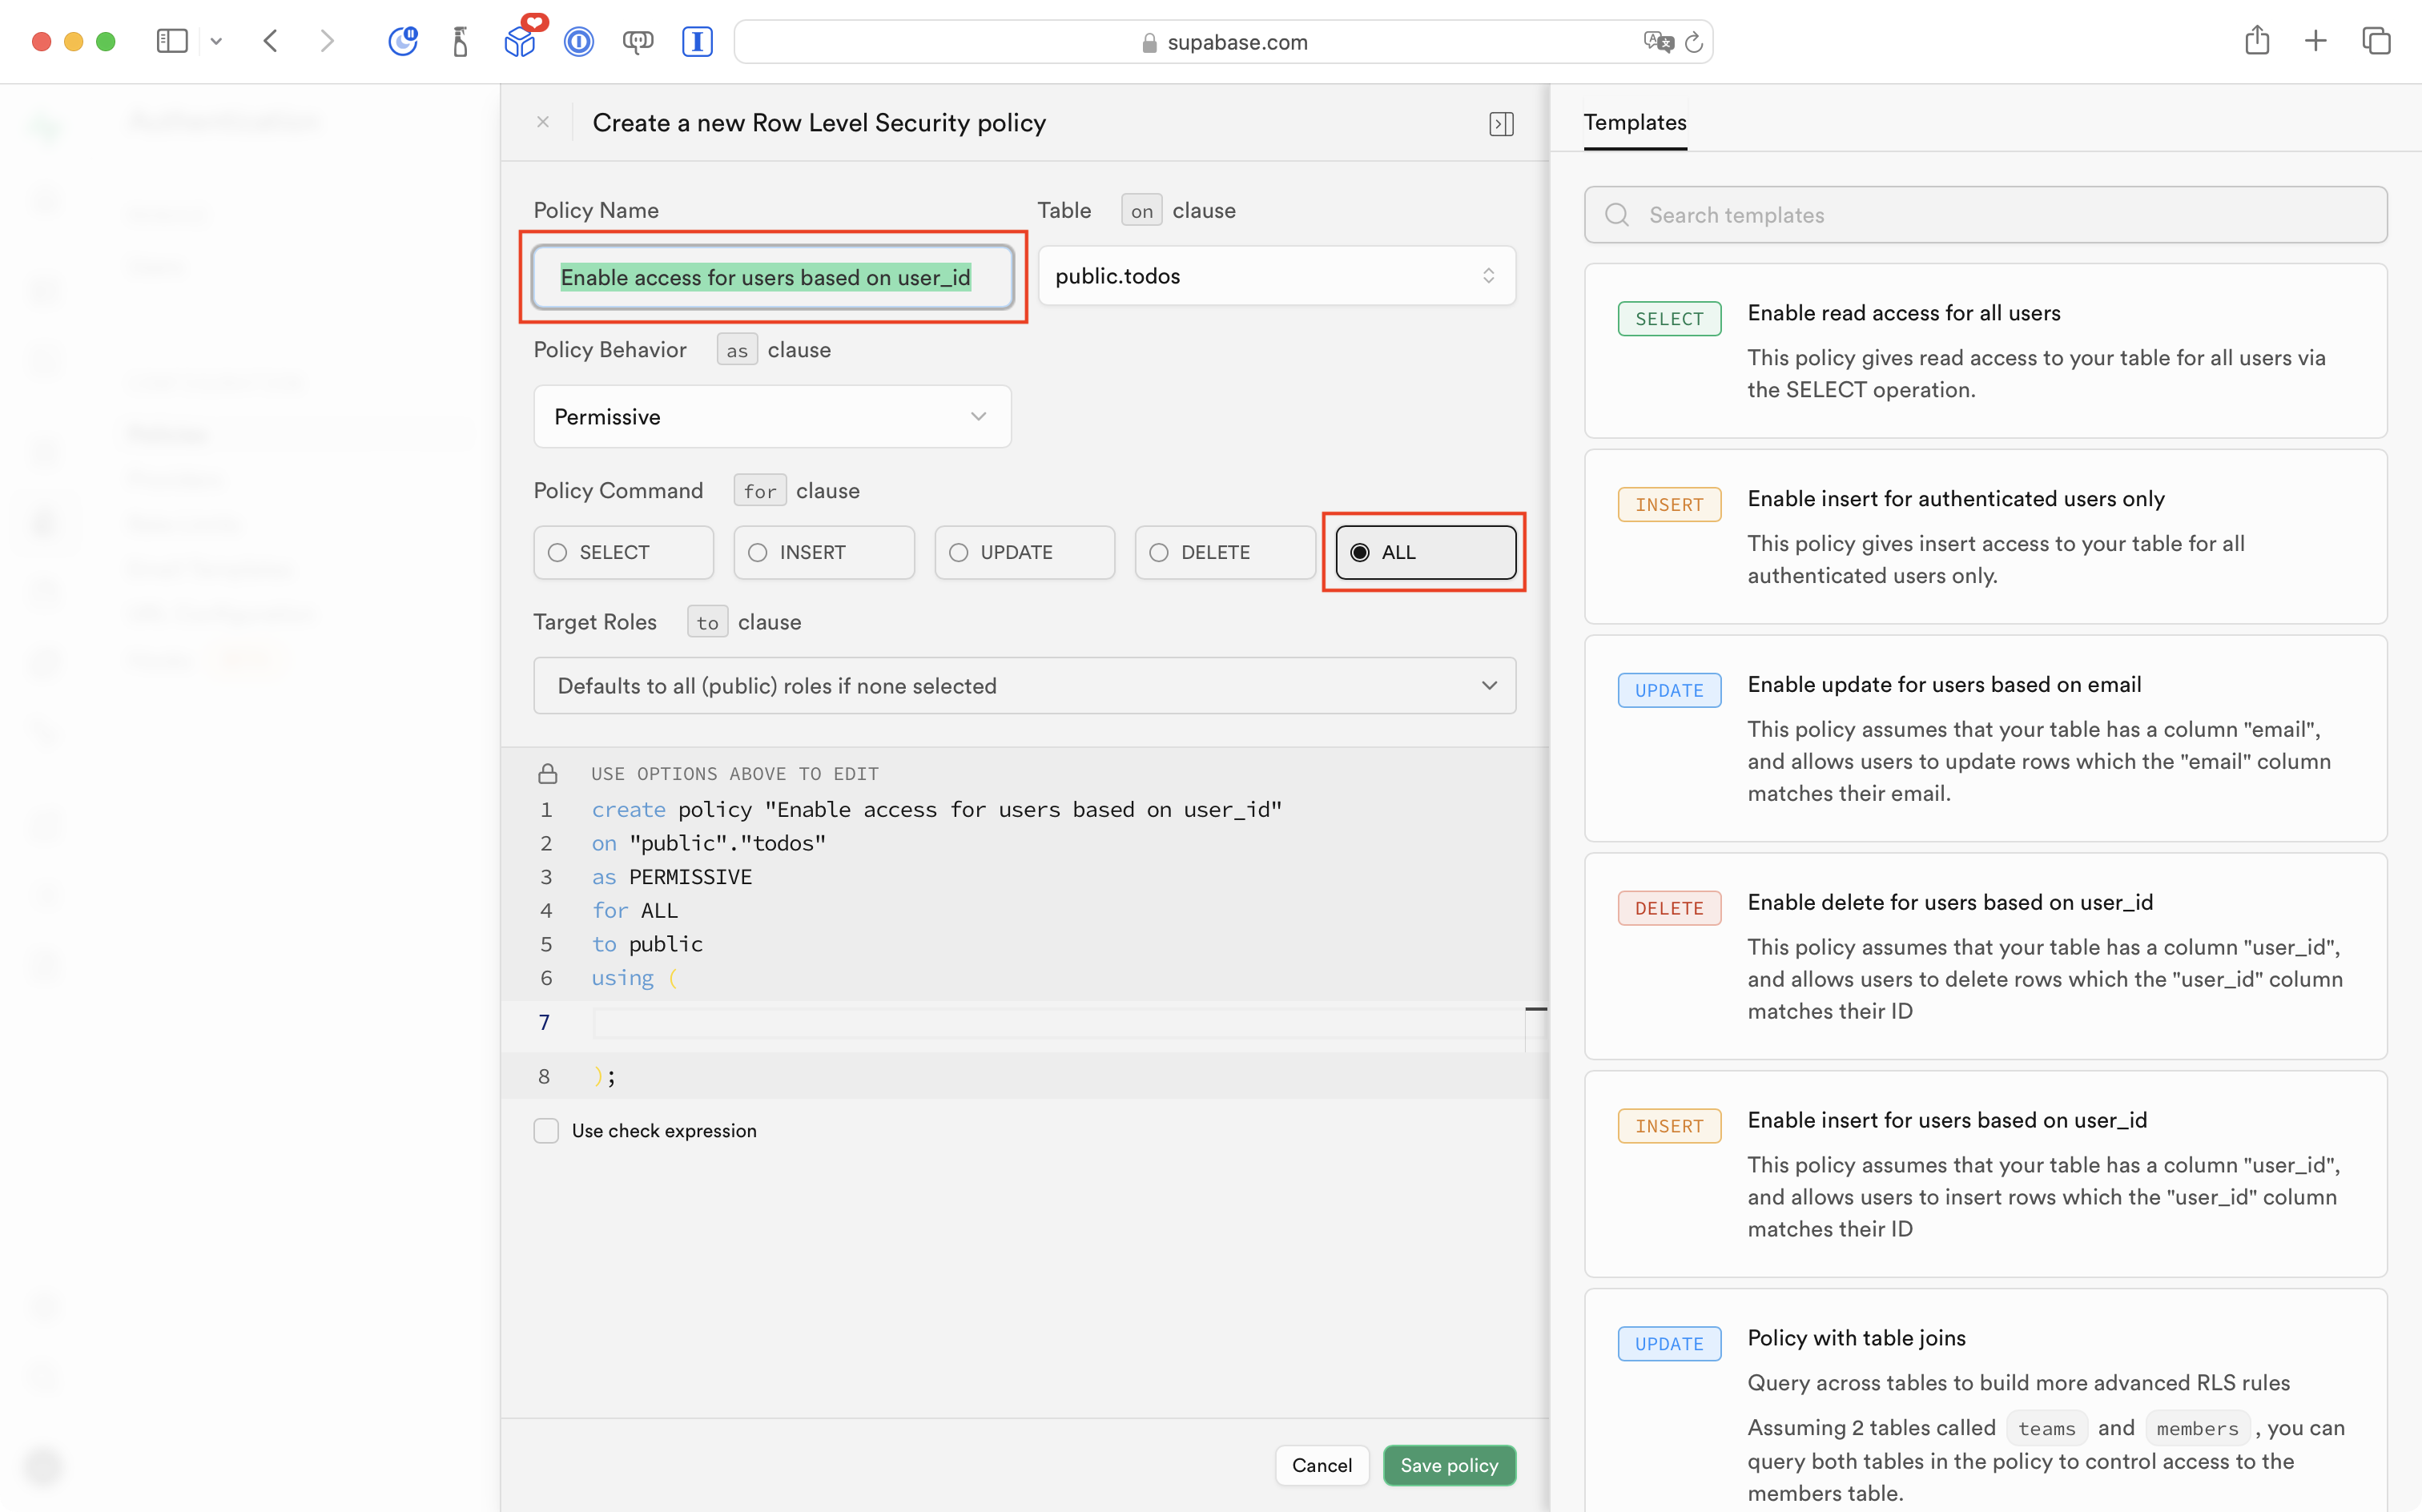 supabase.com
Create a new Row Level Security policy
Policy Name
Table on clause
Enable access for users based on user_id
public.todos
Policy Behavior as clause
Permissive
Policy Command for clause
SELECT
INSERT
UPDATE
DELETE
ALL
Target Roles to clause
Defaults to all (public) roles if none selected
USE OPTIONS ABOVE TO EDIT
1 create policy "Enable access for users based on user_id"
2 on "public"."todos"
3 as PERMISSIVE
4 for ALL
5 to public
6 using (
7
8 );
Use check expression
Cancel
Save policy
Templates
Search templates
SELECT
Enable read access for all users
This policy gives read access to your table for all users via
the SELECT operation.
INSERT
Enable insert for authenticated users only
This policy gives insert access to your table for all
authenticated users only.
UPDATE
Enable update for users based on email
This policy assumes that your table has a column "email",
and allows users to update rows which the "email" column
matches their email.
DELETE
Enable delete for users based on user_id
This policy assumes that your table has a column "user_id",
and allows users to delete rows which the "user_id" column
matches their ID
INSERT
Enable insert for users based on user_id
This policy assumes that your table has a column "user_id",
and allows users to insert rows which the "user_id" column
matches their ID
UPDATE
Policy with table joins
Query across tables to build more advanced RLS rules
Assuming 2 tables called teams and members, you can
query both tables in the policy to control access to the
members table.